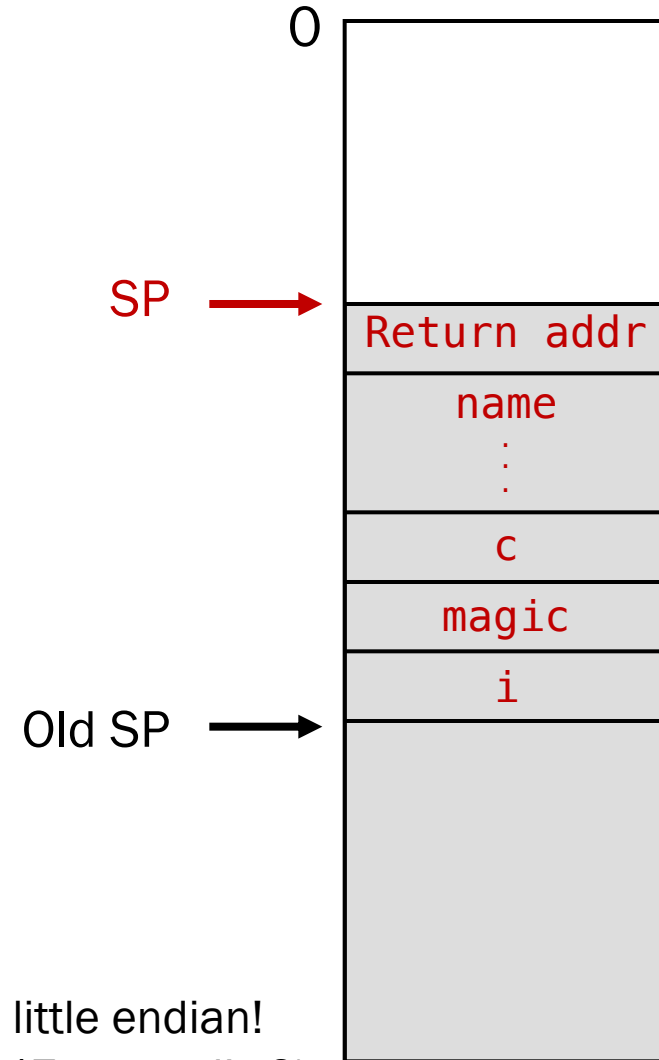 0
SP
Return addr
name
.
.
.
c
magic
i
Old SP
little endian!